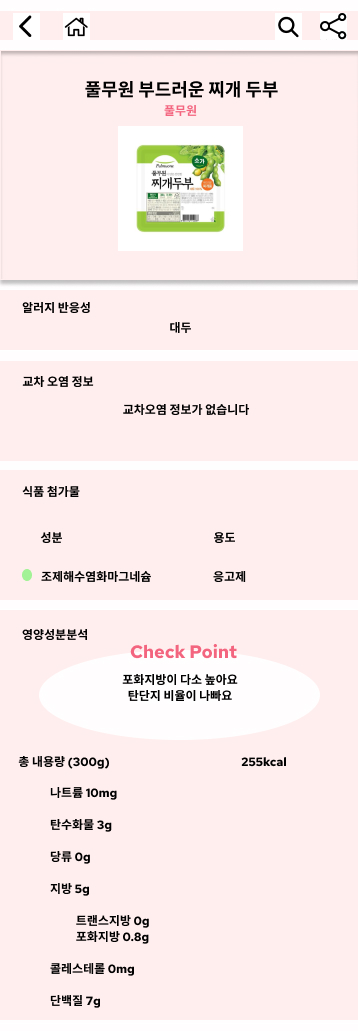 풀무원 부드러운 찌개 두부
풀무원
Pulmuone
소가
풀무원
찌개두부
알러지 반응성
대두
교차 오염 정보
교차오염 정보가 없습니다
식품 첨가물
성분 용도
조제해수염화마그네슘 응고제
영양성분분석
Check Point
포화지방이 다소 높아요
탄단지 비율이 나빠요
총 내용량 (300g) 255kcal
나트륨 10mg
탄수화물 3g
당류 0g
지방 5g
트랜스지방 0g
포화지방 0.8g
콜레스테롤 0mg
단백질 7g